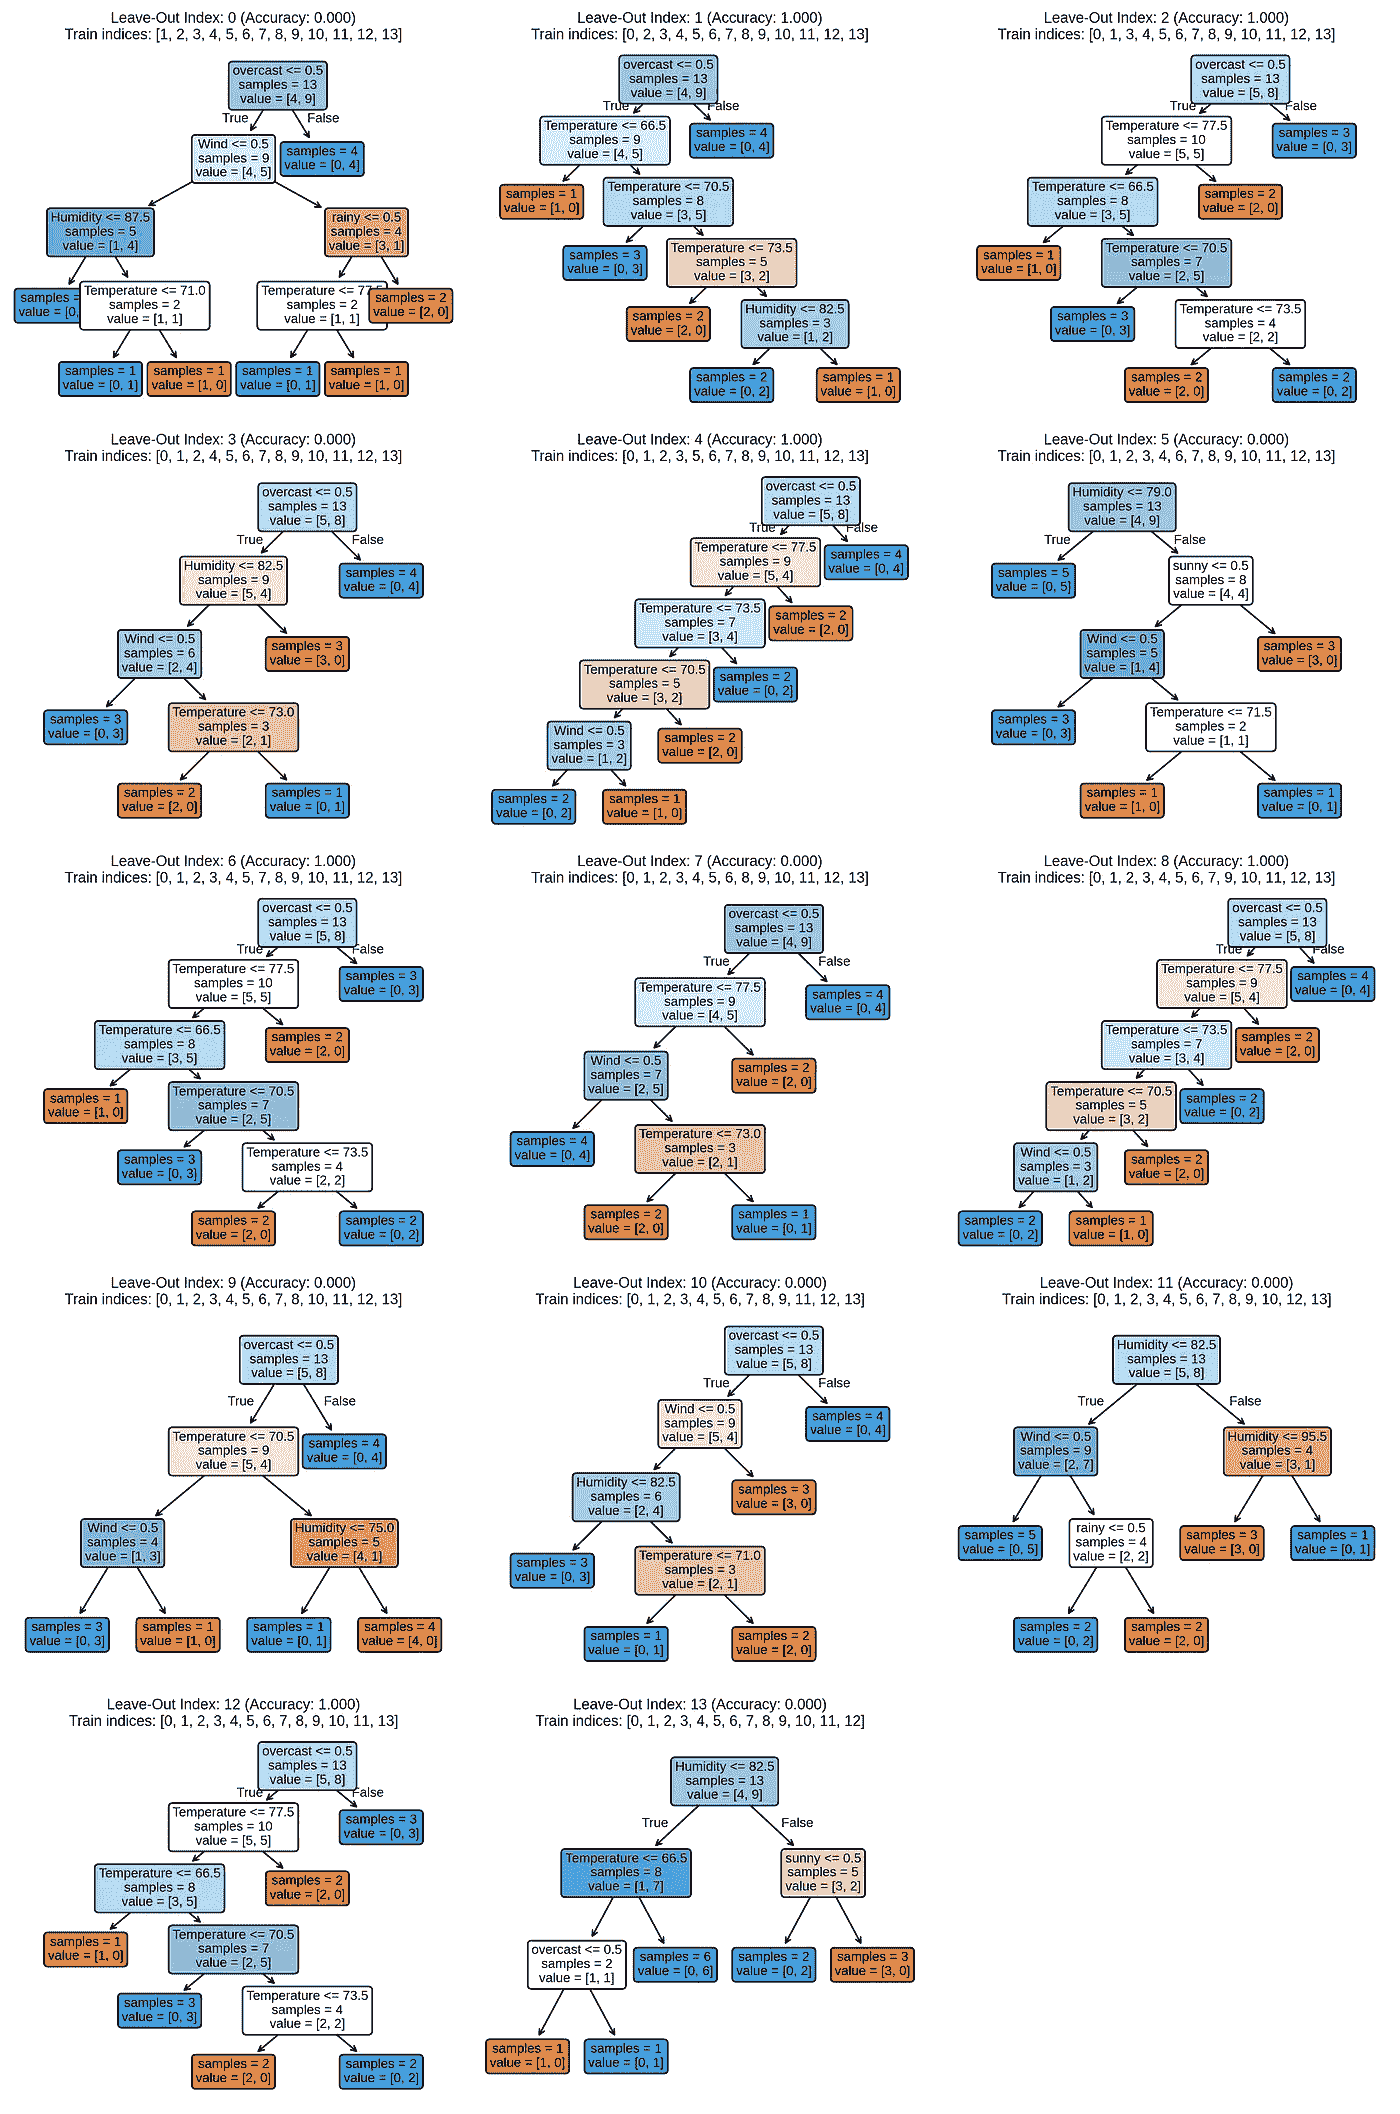 Leave-Out Index: 0 (Accuracy: 0.000)
Train indices: [1, 2, 3, 4, 5, 6, 7, 8, 9, 10, 11, 12, 13]
overcast <= 0.5
samples = 13
value = [4, 9]
True
False
Wind <= 0.5
samples = 9
value = [4, 5]
samples = 4
value = [0, 4]
Humidity <= 87.5
samples = 5
value = [1, 4]
rainy <= 0.5
samples = 4
value = [3, 1]
samples =
value = [0,
Temperature <= 71.0
samples = 2
value = [1, 1]
Temperature <= 77.5
samples = 2
value = [1, 1]
samples = 2
value = [2, 0]
samples = 1
value = [0, 1]
samples = 1
value = [1, 0]
samples = 1
value = [0, 1]
samples = 1
value = [1, 0]
Leave-Out Index: 1 (Accuracy: 1.000)
Train indices: [0, 2, 3, 4, 5, 6, 7, 8, 9, 10, 11, 12, 13]
overcast <= 0.5
samples = 13
value = [4, 9]
True
False
Temperature <= 66.5
samples = 9
value = [4, 5]
samples = 4
value = [0, 4]
samples = 1
value = [1, 0]
Temperature <= 70.5
samples = 8
value = [3, 5]
samples = 3
value = [0, 3]
Temperature <= 73.5
samples = 5
value = [3, 2]
samples = 2
value = [2, 0]
Humidity <= 82.5
samples = 3
value = [1, 2]
samples = 2
value = [0, 2]
samples = 1
value = [1, 0]
Leave-Out Index: 2 (Accuracy: 1.000)
Train indices: [0, 1, 3, 4, 5, 6, 7, 8, 9, 10, 11, 12, 13]
overcast <= 0.5
samples = 13
value = [5, 8]
True
False
Temperature <= 77.5
samples = 10
value = [5, 5]
samples = 3
value = [0, 3]
Temperature <= 66.5
samples = 8
value = [3, 5]
samples = 2
value = [2, 0]
samples = 1
value = [1, 0]
Temperature <= 70.5
samples = 7
value = [2, 5]
samples = 3
value = [0, 3]
Temperature <= 73.5
samples = 4
value = [2, 2]
samples = 2
value = [2, 0]
samples = 2
value = [0, 2]
Leave-Out Index: 3 (Accuracy: 0.000)
Train indices: [0, 1, 2, 4, 5, 6, 7, 8, 9, 10, 11, 12, 13]
overcast <= 0.5
samples = 13
value = [5, 8]
True
False
Humidity <= 82.5
samples = 9
value = [5, 4]
samples = 4
value = [0, 4]
Wind <= 0.5
samples = 6
value = [2, 4]
samples = 3
value = [3, 0]
samples = 3
value = [0, 3]
Temperature <= 73.0
samples = 3
value = [2, 1]
samples = 2
value = [2, 0]
samples = 1
value = [0, 1]
Leave-Out Index: 4 (Accuracy: 1.000)
Train indices: [0, 1, 2, 3, 5, 6, 7, 8, 9, 10, 11, 12, 13]
overcast <= 0.5
samples = 13
value = [5, 8]
True
False
Temperature <= 77.5
samples = 9
value = [5, 4]
samples = 4
value = [0, 4]
Temperature <= 73.5
samples = 7
value = [3, 4]
samples = 2
value = [2, 0]
Temperature <= 70.5
samples = 5
value = [3, 2]
samples = 2
value = [0, 2]
Wind <= 0.5
samples = 3
value = [1, 2]
samples = 2
value = [2, 0]
samples = 2
value = [0, 2]
samples = 1
value = [1, 0]
Leave-Out Index: 5 (Accuracy: 0.000)
Train indices: [0, 1, 2, 3, 4, 6, 7, 8, 9, 10, 11, 12, 13]
Humidity <= 79.0
samples = 13
value = [4, 9]
True
False
samples = 5
value = [0, 5]
sunny <= 0.5
samples = 8
value = [4, 4]
Wind <= 0.5
samples = 5
value = [1, 4]
samples = 3
value = [3, 0]
samples = 3
value = [0, 3]
Temperature <= 71.5
samples = 2
value = [1, 1]
samples = 1
value = [1, 0]
samples = 1
value = [0, 1]
Leave-Out Index: 6 (Accuracy: 1.000)
Train indices: [0, 1, 2, 3, 4, 5, 7, 8, 9, 10, 11, 12, 13]
overcast <= 0.5
samples = 13
value = [5, 8]
True
False
Temperature <= 77.5
samples = 10
value = [5, 5]
samples = 3
value = [0, 3]
Temperature <= 66.5
samples = 8
value = [3, 5]
samples = 2
value = [2, 0]
samples = 1
value = [1, 0]
Temperature <= 70.5
samples = 7
value = [2, 5]
samples = 3
value = [0, 3]
Temperature <= 73.5
samples = 4
value = [2, 2]
samples = 2
value = [2, 0]
samples = 2
value = [0, 2]
Leave-Out Index: 7 (Accuracy: 0.000)
Train indices: [0, 1, 2, 3, 4, 5, 6, 8, 9, 10, 11, 12, 13]
overcast <= 0.5
samples = 13
value = [4, 9]
True
False
Temperature <= 77.5
samples = 9
value = [4, 5]
samples = 4
value = [0, 4]
Wind <= 0.5
samples = 7
value = [2, 5]
samples = 2
value = [2, 0]
samples = 4
value = [0, 4]
Temperature <= 73.0
samples = 3
value = [2, 1]
samples = 2
value = [2, 0]
samples = 1
value = [0, 1]
Leave-Out Index: 8 (Accuracy: 1.000)
Train indices: [0, 1, 2, 3, 4, 5, 6, 7, 9, 10, 11, 12, 13]
overcast <= 0.5
samples = 13
value = [5, 8]
True
False
Temperature <= 77.5
samples = 9
value = [5, 4]
samples = 4
value = [0, 4]
Temperature <= 73.5
samples = 7
value = [3, 4]
samples = 2
value = [2, 0]
Temperature <= 70.5
samples = 5
value = [3, 2]
samples = 2
value = [0, 2]
Wind <= 0.5
samples = 3
value = [1, 2]
samples = 2
value = [2, 0]
samples = 2
value = [0, 2]
samples = 1
value = [1, 0]
Leave-Out Index: 9 (Accuracy: 0.000)
Train indices: [0, 1, 2, 3, 4, 5, 6, 7, 8, 10, 11, 12, 13]
overcast <= 0.5
samples = 13
value = [5, 8]
True
False
Temperature <= 70.5
samples = 9
value = [5, 4]
samples = 4
value = [0, 4]
Wind <= 0.5
samples = 4
value = [1, 3]
Humidity <= 75.0
samples = 5
value = [4, 1]
samples = 3
value = [0, 3]
samples = 1
value = [1, 0]
samples = 1
value = [0, 1]
samples = 4
value = [4, 0]
Leave-Out Index: 10 (Accuracy: 0.000)
Train indices: [0, 1, 2, 3, 4, 5, 6, 7, 8, 9, 11, 12, 13]
overcast <= 0.5
samples = 13
value = [5, 8]
True
False
Wind <= 0.5
samples = 9
value = [5, 4]
samples = 4
value = [0, 4]
Humidity <= 82.5
samples = 6
value = [2, 4]
samples = 3
value = [3, 0]
samples = 3
value = [0, 3]
Temperature <= 71.0
samples = 3
value = [2, 1]
samples = 1
value = [0, 1]
samples = 2
value = [2, 0]
Leave-Out Index: 11 (Accuracy: 0.000)
Train indices: [0, 1, 2, 3, 4, 5, 6, 7, 8, 9, 10, 12, 13]
Humidity <= 82.5
samples = 13
value = [5, 8]
True
False
Wind <= 0.5
samples = 9
value = [2, 7]
Humidity <= 95.5
samples = 4
value = [3, 1]
samples = 5
value = [0, 5]
rainy <= 0.5
samples = 4
value = [2, 2]
samples = 3
value = [3, 0]
samples = 1
value = [0, 1]
samples = 2
value = [0, 2]
samples = 2
value = [2, 0]
Leave-Out Index: 12 (Accuracy: 1.000)
Train indices: [0, 1, 2, 3, 4, 5, 6, 7, 8, 9, 10, 11, 13]
overcast <= 0.5
samples = 13
value = [5, 8]
True
False
Temperature <= 77.5
samples = 10
value = [5, 5]
samples = 3
value = [0, 3]
Temperature <= 66.5
samples = 8
value = [3, 5]
samples = 2
value = [2, 0]
samples = 1
value = [1, 0]
Temperature <= 70.5
samples = 7
value = [2, 5]
samples = 3
value = [0, 3]
Temperature <= 73.5
samples = 4
value = [2, 2]
samples = 2
value = [2, 0]
samples = 2
value = [0, 2]
Leave-Out Index: 13 (Accuracy: 0.000)
Train indices: [0, 1, 2, 3, 4, 5, 6, 7, 8, 9, 10, 11, 12]
Humidity <= 82.5
samples = 13
value = [4, 9]
True
False
Temperature <= 66.5
samples = 8
value = [1, 7]
sunny <= 0.5
samples = 5
value = [3, 2]
overcast <= 0.5
samples = 2
value = [1, 1]
samples = 6
value = [0, 6]
samples = 2
value = [0, 2]
samples = 3
value = [3, 0]
samples = 1
value = [1, 0]
samples = 1
value = [0, 1]